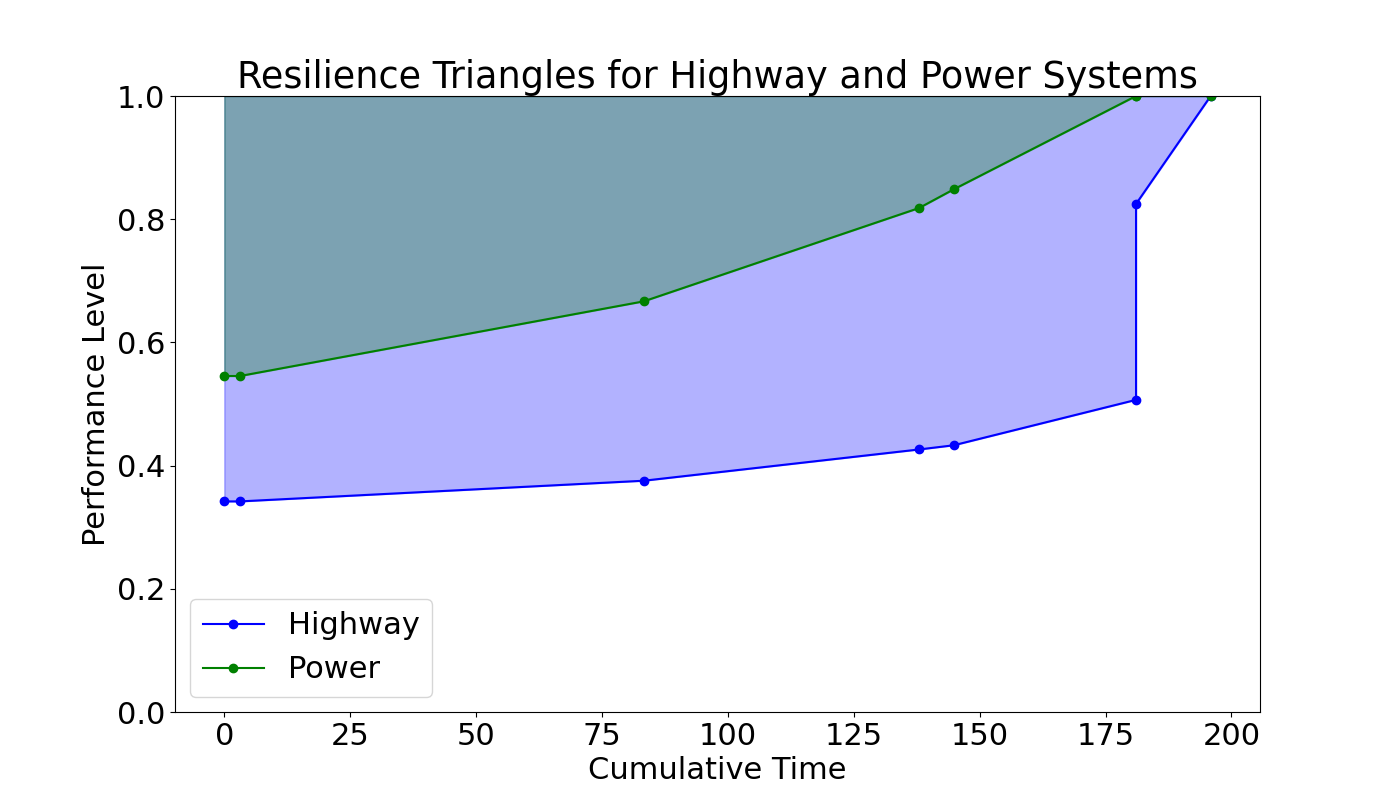 Resilience Triangles for Highway and Power Systems
1.0
0.8
0.6
0.4
0.2
0.0
Performance Level
Highway
Power
0 25 50 75 100 125 150 175 200
Cumulative Time